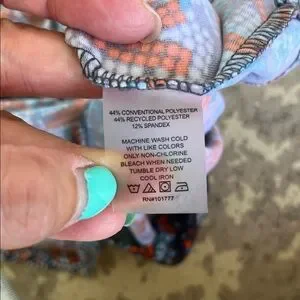 44% CONVENTIONAL POLYESTER
44% RECYCLED POLYESTER
12% SPANDEX
MACHINE WASH COLD
WITH LIKE COLORS
ONLY NON-CHLORINE
BLEACH WHEN NEEDED
TUMBLE DRY LOW
COOL IRON
RN#101777